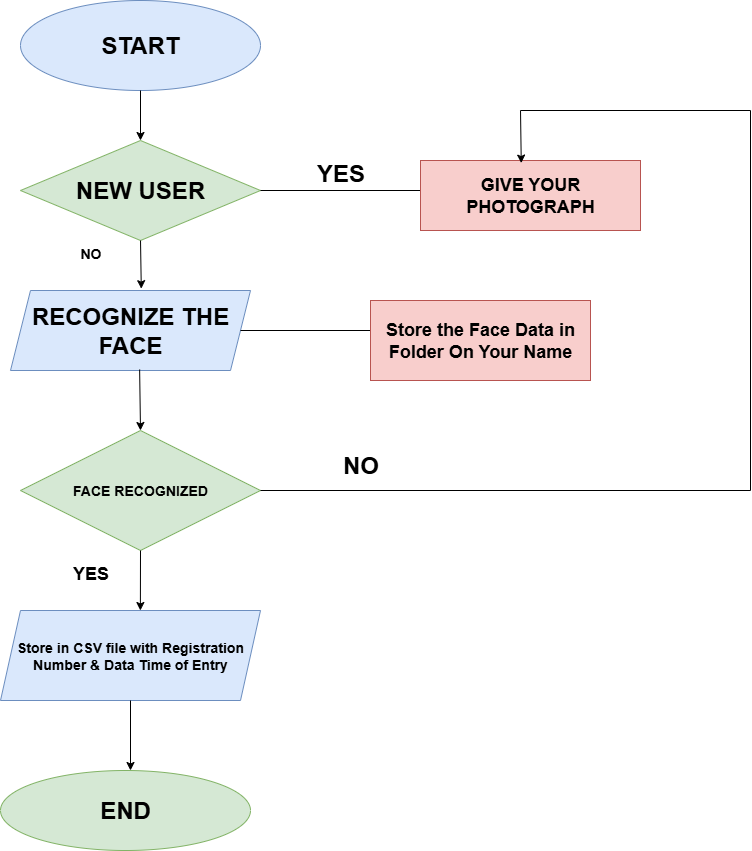 START
NEW USER
YES
GIVE YOUR
PHOTOGRAPH
NO
RECOGNIZE THE
FACE
Store the Face Data in
Folder On Your Name
FACE RECOGNIZED
NO
YES
Store in CSV file with Registration
Number & Data Time of Entry
END